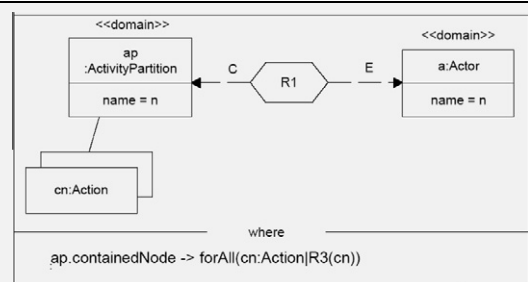 <<domain>>
<<domain>>
ap
:ActivityPartition
C
R1
E
a:Actor
name = n
name = n
cn:Action
where
ap.containedNode -> forAll(cn:Action|R3(cn))